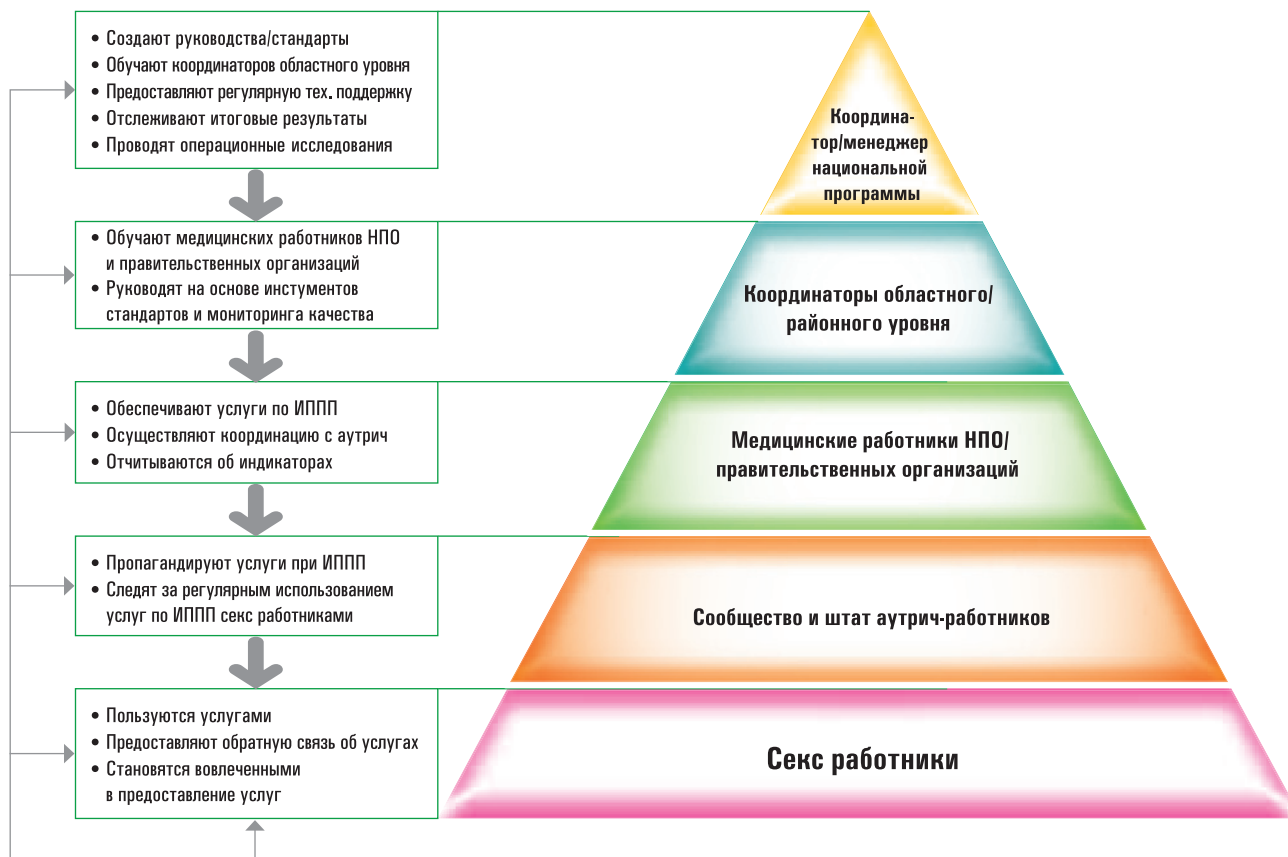 • Создают руководства/стандарты
• Обучают координаторов областного уровня
• Предоставляют регулярную тех. поддержку
• Отслеживают итоговые результаты
• Проводят операционные исследования
Координа-
тор/менеджер
национальной
программы
• Обучают медицинских работников НПО
и правительственных организаций
• Руководят на основе инстументов
стандартов и мониторинга качества
Координаторы областного/
районного уровня
• Обеспечивают услуги по ИППП
• Осуществляют координацию с аутрич
• Отчитываются об индикаторах
Медицинские работники НПО/
правительственных организаций
• Пропагандируют услуги при ИППП
• Следят за регулярным использованием
услуг по ИППП секс работниками
Сообщество и штат аутрич-работников
• Пользуются услугами
• Предоставляют обратную связь об услугах
• Становятся вовлеченными
в предоставление услуг
Секс работники